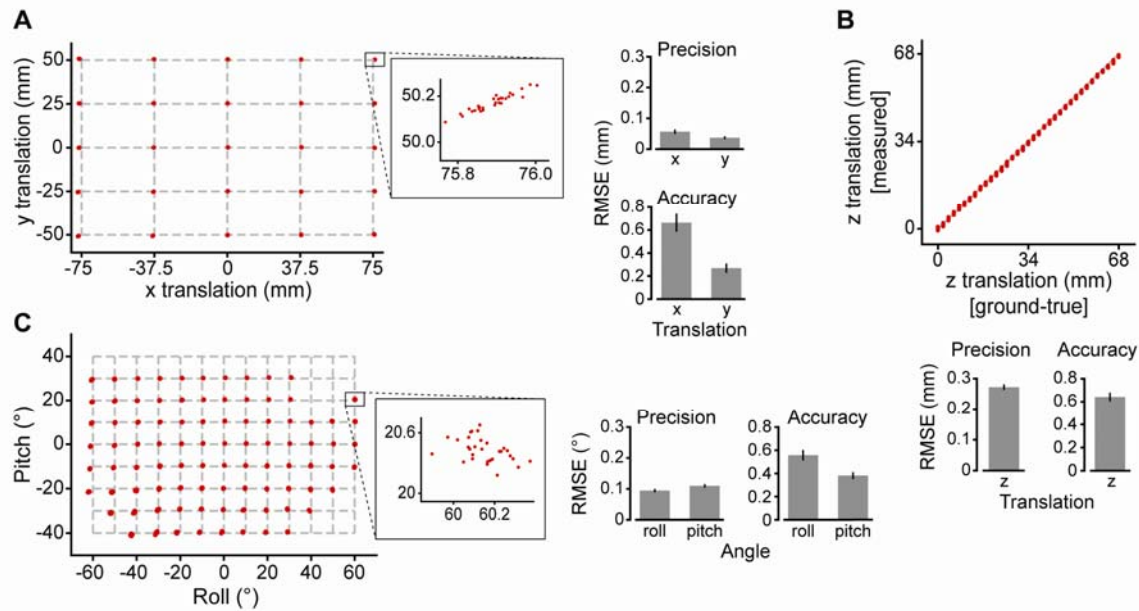 A
y translation (mm)
50
25
0
-25
-50
-75
-37.5
0
37.5
75
x translation (mm)
50.2
50.0
75.8
76.0
Precision
0.3
0.2
0.1
0
x
y
RMSE (mm)
Accuracy
0.8
0.6
0.4
0.2
0
x
y
Translation
B
z translation (mm)
[measured]
68
34
0
0
34
68
z translation (mm)
[ground-true]
Precision
Accuracy
RMSE (mm)
0.3
0.2
0.1
0
z
0.8
0.6
0.4
0.2
0
z
Translation
C
Pitch (°)
40
30
20
10
0
-10
-20
-30
-40
-60
-40
-20
0
20
40
60
Roll (°)
20.6
20
60
60.2
Precision
Accuracy
RMSE (°)
0.3
0.2
0.1
0
roll
pitch
0.8
0.6
0.4
0.2
0
roll
pitch
Angle